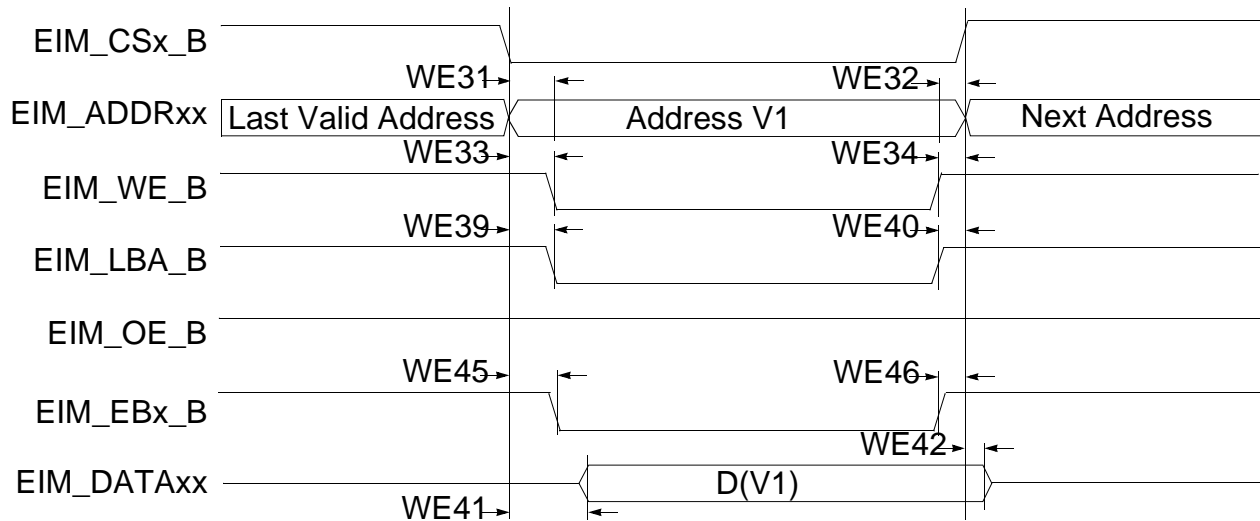 EIM_CSx_B
WE31 WE32
EIM_ADDRxx Last Valid Address Address V1 Next Address
WE33 WE34
EIM_WE_B
WE39 WE40
EIM_LBA_B
EIM_OE_B
WE45 WE46
EIM_EBx_B
WE42
EIM_DATAxx D(V1)
WE41